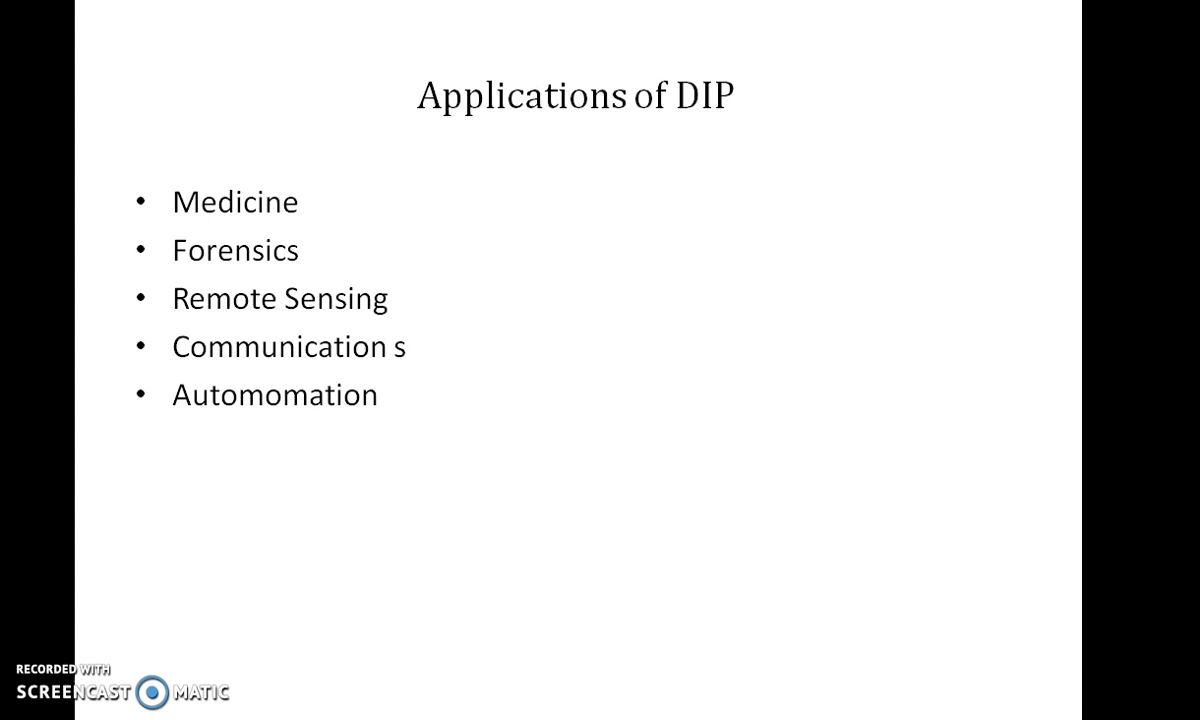 Applications of DIP
• Medicine
• Forensics
• Remote Sensing
• Communication s
• Automomation
RECORDED WITH
SCREENCAST MATIC